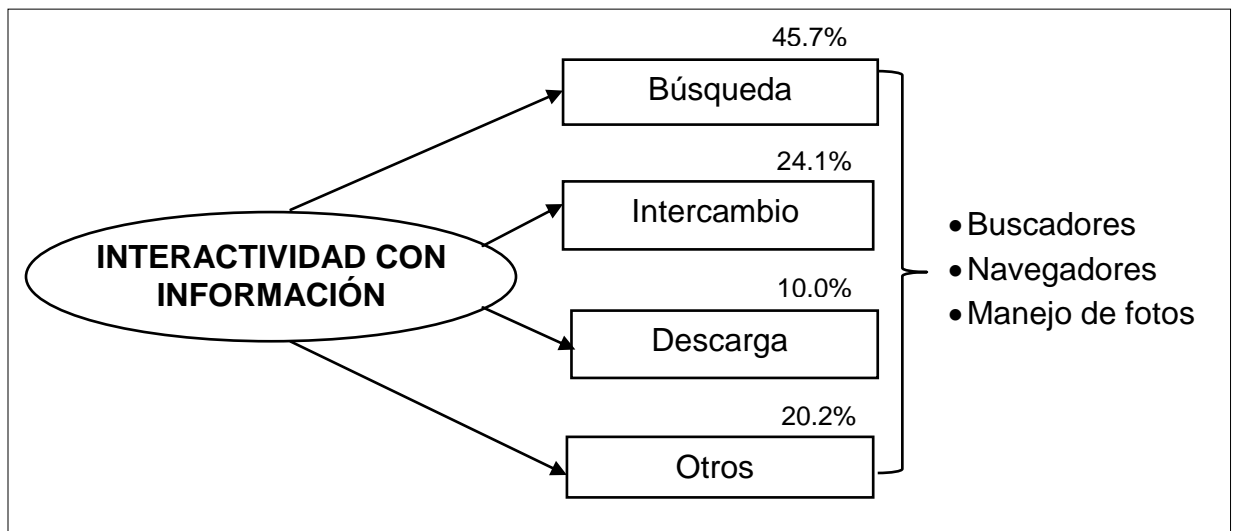 45.7%
Búsqueda
24.1%
Intercambio
INTERACTIVIDAD CON
INFORMACIÓN
10.0%
Descarga
20.2%
Otros
• Buscadores
• Navegadores
• Manejo de fotos